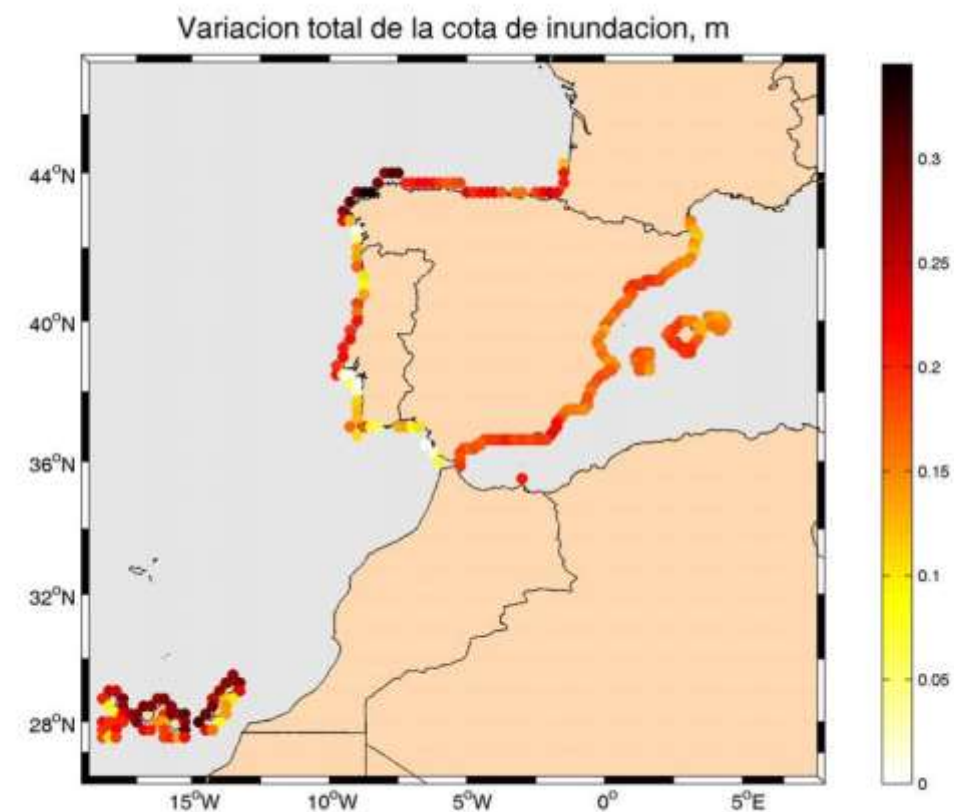 Variacion total de la cota de inundacion, m
44°N
40°N
36°N
32°N
28°N
15°W
10°W
5°W
0°
5°E
0.3
0.25
0.2
0.15
0.1
0.05
0